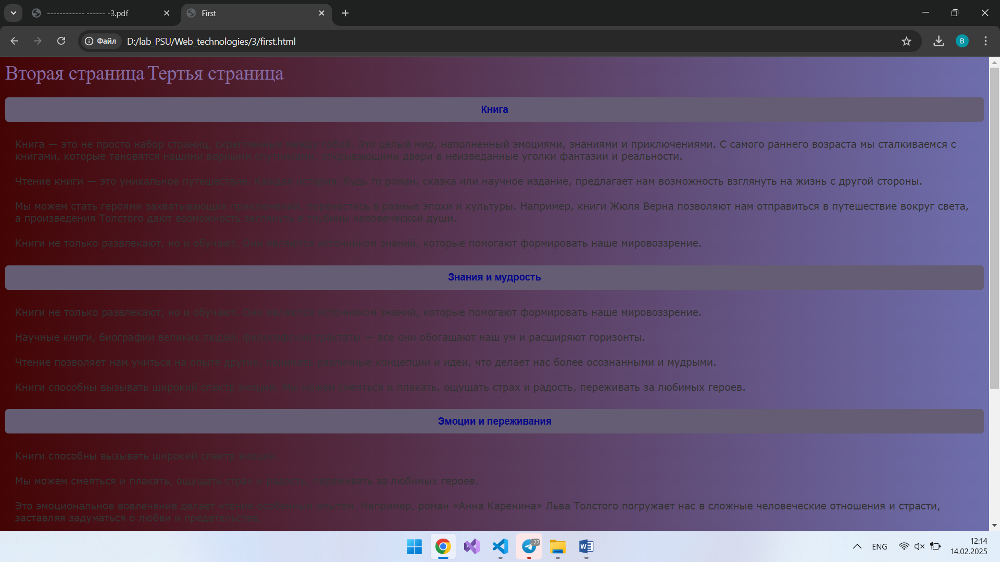 ------------ ------ -3.pdf
First
Файл
D:/lab_PSU/Web_technologies/3/first.html
B
Вторая страница Тертья страница
Книга
Книга — это не просто набор страниц, скрепленных между собой. Это целый мир, наполненный эмоциями, знаниями и приключениями. С самого раннего возраста мы сталкиваемся с
книгами, которые тановятся нашими верными спутниками, открывающими двери в неизведанные уголки фантазии и реальности.
Чтение книги — это уникальное путешествие. Каждая история, будь то роман, сказка или научное издание, предлагает нам возможность взглянуть на жизнь с другой стороны.
Мы можем стать героями захватывающих приключений, перенестись в разные эпохи и культуры. Например, книги Жюля Верна позволяют нам отправиться в путешествие вокруг света,
а произведения Толстого дают возможность заглянуть в глубины человеческой души.
Книги не только развлекают, но и обучают. Они являются источником знаний, которые помогают формировать наше мировоззрение.
Знания и мудрость
Книги не только развлекают, но и обучают. Они являются источником знаний, которые помогают формировать наше мировоззрение.
Научные книги, биографии великих людей, философские трактаты — все они обогащают наш ум и расширяют горизонты.
Чтение позволяет нам учиться на опыте других, понимать различные концепции и идеи, что делает нас более осознанными и мудрыми.
Книги способны вызывать широкий спектр эмоций. Мы можем смеяться и плакать, ощущать страх и радость, переживать за любимых героев.
Эмоции и переживания
Книги способны вызывать широкий спектр эмоций.
Мы можем смеяться и плакать, ощущать страх и радость, переживать за любимых героев.
Это эмоциональное вовлечение делает чтение особенным опытом. Например, роман «Анна Каренина» Льва Толстого погружает нас в сложные человеческие отношения и страсти,
заставляя задуматься о любви и предательстве.
ENG
12:14
14.02.2025